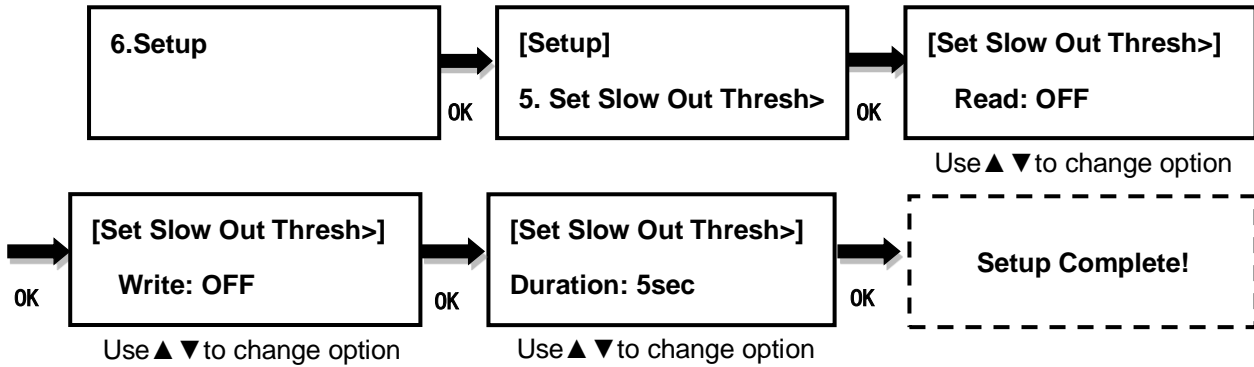 6.Setup
OK
[Setup]
5. Set Slow Out Thresh>
OK
[Set Slow Out Thresh>]
Read: OFF
Use▲ ▼to change option
OK
[Set Slow Out Thresh>]
Write: OFF
Use▲ ▼to change option
OK
[Set Slow Out Thresh>]
Duration: 5sec
Use▲ ▼to change option
OK
Setup Complete!